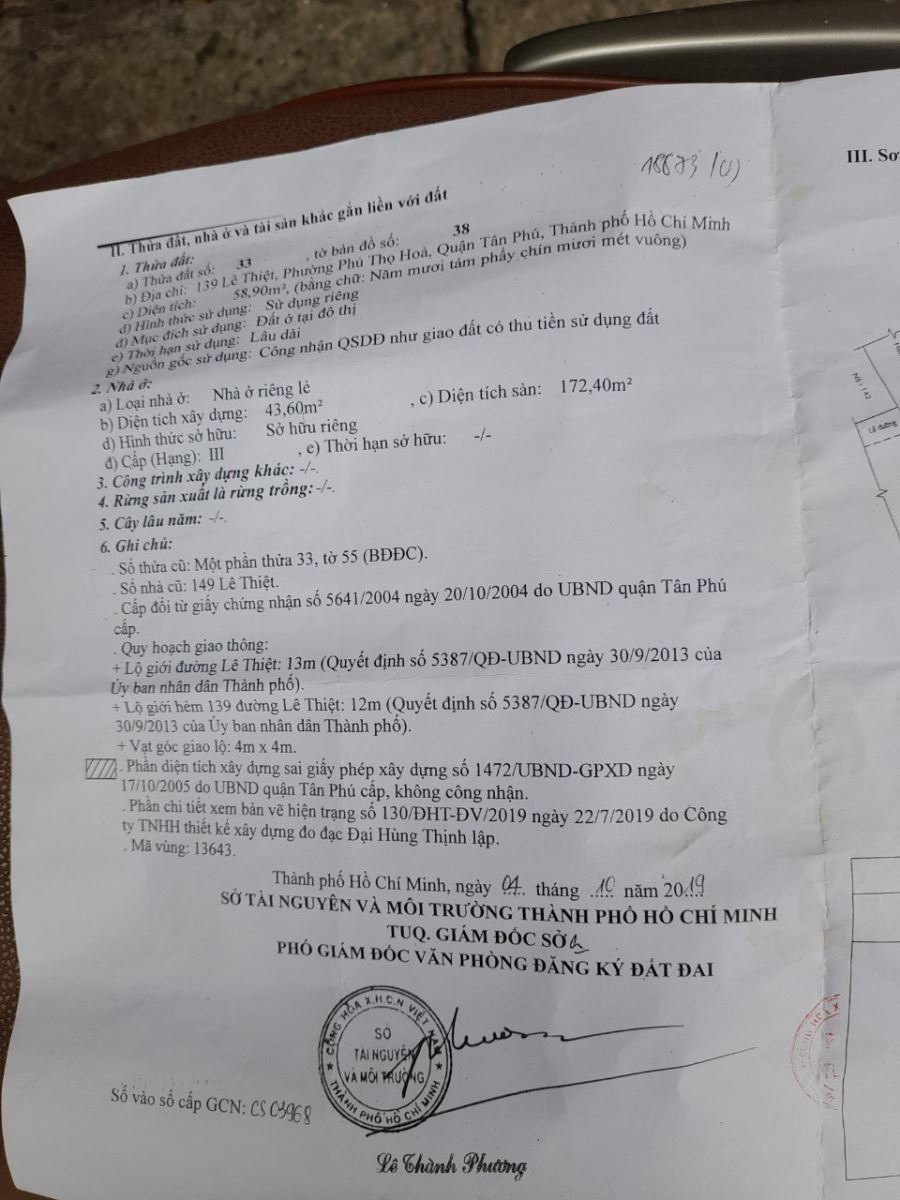 18873 (U)
III. Sơ
II. Thửa đất, nhà ở và tài sản khác gắn liền với đất
1. Thửa đất:
a) Thửa đất số: 33 , tờ bản đồ số: 38
b) Địa chỉ: 139 Lê Thiệt, Phường Phú Thọ Hoà, Quận Tân Phú, Thành phố Hồ Chí Minh
c) Diện tích: 58,90m², (bằng chữ: Năm mươi tám phẩy chín mươi mét vuông)
d) Hình thức sử dụng: Sử dụng riêng
đ) Mục đích sử dụng: Đất ở tại đô thị
e) Thời hạn sử dụng: Lâu dài
g) Nguồn gốc sử dụng: Công nhận QSDĐ như giao đất có thu tiền sử dụng đất
2. Nhà ở:
a) Loại nhà ở: Nhà ở riêng lẻ
b) Diện tích xây dựng: 43,60m² , c) Diện tích sàn: 172,40m²
d) Hình thức sở hữu: Sở hữu riêng
đ) Cấp (Hạng): III , e) Thời hạn sở hữu: -/-
3. Công trình xây dựng khác: -/-.
4. Rừng sản xuất là rừng trồng: -/-.
5. Cây lâu năm: -/-.
6. Ghi chú:
. Số thửa cũ: Một phần thửa 33, tờ 55 (BĐĐC).
. Số nhà cũ: 149 Lê Thiệt.
. Cấp đổi từ giấy chứng nhận số 5641/2004 ngày 20/10/2004 do UBND quận Tân Phú
cấp.
. Quy hoạch giao thông:
+ Lộ giới đường Lê Thiệt: 13m (Quyết định số 5387/QĐ-UBND ngày 30/9/2013 của
Ủy ban nhân dân Thành phố).
+ Lộ giới hẻm 139 đường Lê Thiệt: 12m (Quyết định số 5387/QĐ-UBND ngày
30/9/2013 của Ủy ban nhân dân Thành phố).
+ Vạt góc giao lộ: 4m x 4m.
. Phần diện tích xây dựng sai giấy phép xây dựng số 1472/UBND-GPXD ngày
17/10/2005 do UBND quận Tân Phú cấp, không công nhận.
. Phần chi tiết xem bản vẽ hiện trạng số 130/ĐHT-ĐV/2019 ngày 22/7/2019 do Công
ty TNHH thiết kế xây dựng đo đạc Đại Hùng Thịnh lập.
. Mã vùng: 13643.
Thành phố Hồ Chí Minh, ngày 04 tháng 10 năm 2019
SỞ TÀI NGUYÊN VÀ MÔI TRƯỜNG THÀNH PHỐ HỒ CHÍ MINH
TUQ. GIÁM ĐỐC SỞ
PHÓ GIÁM ĐỐC VĂN PHÒNG ĐĂNG KÝ ĐẤT ĐAI
CỘNG HÒA X.H.C.N VIỆT NAM
SỞ
TÀI NGUYÊN
VÀ MÔI TRƯỜNG
THÀNH PHỐ HỒ CHÍ MINH
Số vào sổ cấp GCN: CS 03968
Lê Thành Phương
Lề đường